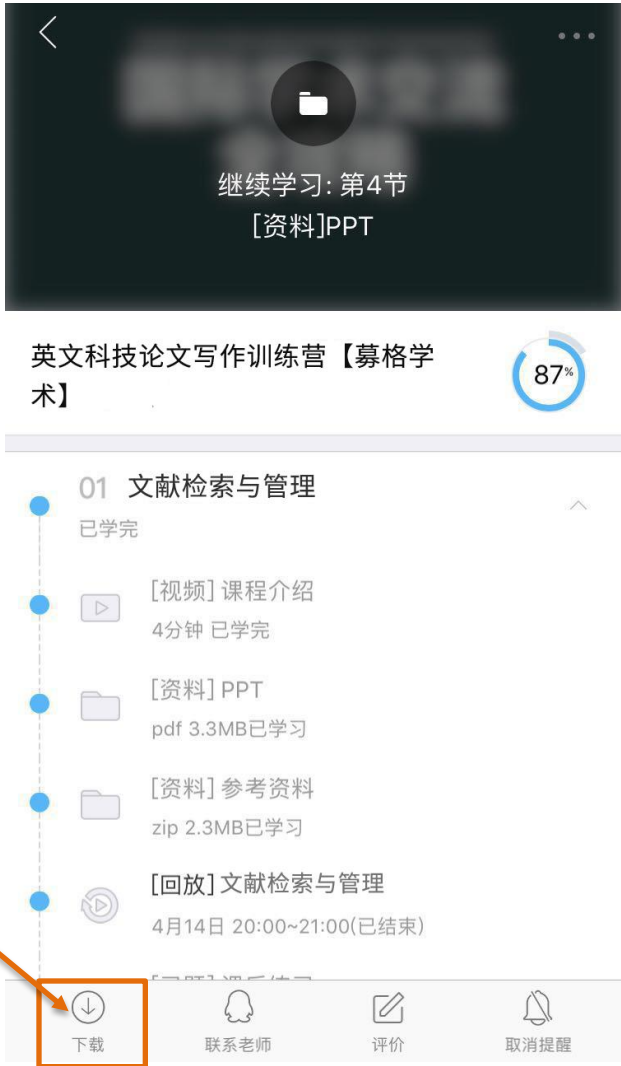 继续学习: 第4节
[资料]PPT
英文科技论文写作训练营【募格学
术】
87%
01 文献检索与管理
已学完
[视频] 课程介绍
4分钟 已学完
[资料] PPT
pdf 3.3MB已学习
[资料] 参考资料
zip 2.3MB已学习
[回放] 文献检索与管理
4月14日 20:00~21:00(已结束)
下载
联系老师
评价
取消提醒